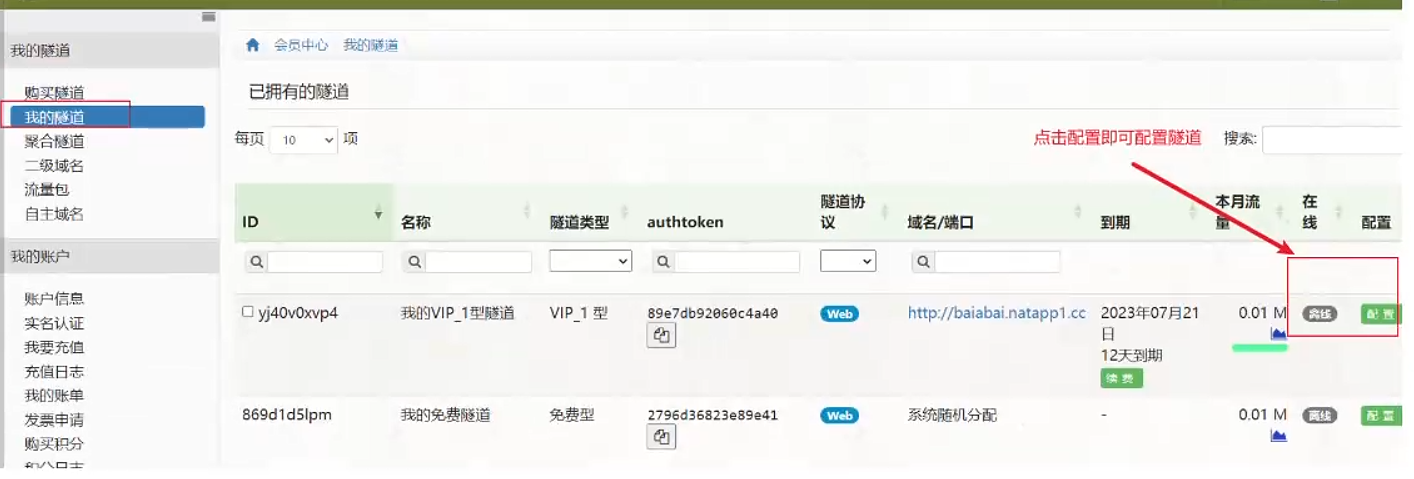 我的隧道
购买隧道
我的隧道
聚合隧道
二级域名
流量包
自主域名
我的账户
账户信息
实名认证
我要充值
充值日志
我的账单
发票申请
购买积分
积分日志
会员中心 我的隧道
已拥有的隧道
每页 10 项
点击配置即可配置隧道
搜索:
ID 名称 隧道类型 authtoken 隧道协议 域名/端口 到期 本月流量 在线 配置
yj40v0xvp4 我的VIP_1型隧道 VIP_1 型 89e7db92060c4a40 Web http://baiabai.natapp1.cc 2023年07月21日 0.01 M 离线 配置
12天到期
续费
869d1d5lpm 我的免费隧道 免费型 2796d36823e89e41 Web 系统随机分配 - 0.01 M 离线 配置